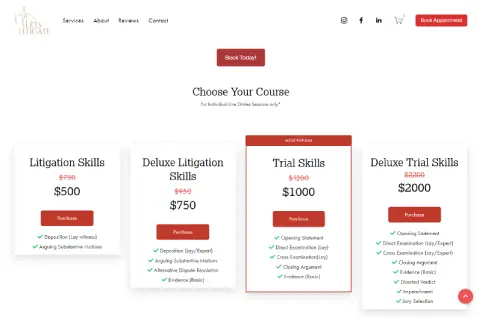 LETS
LITIGATE
Services
About
Reviews
Contact
Book Appointment
Book Today!
Choose Your Course
For Individual Live Online Sessions only*
Litigation Skills
$750
$500
Purchase
Deposition (Lay Witness)
Arguing Substantive Motions
Deluxe Litigation
Skills
$950
$750
Purchase
Deposition (Lay/Expert)
Arguing Substantive Motions
Alternative Dispute Resolution
Evidence (Basic)
MOST POPULAR
Trial Skills
$1200
$1000
Purchase
Opening Statement
Direct Examination (Lay)
Cross Examination(Lay)
Closing Argument
Evidence (Basic)
Deluxe Trial Skills
$2200
$2000
Purchase
Opening Statement
Direct Examination (Lay/Expert)
Cross Examination (Lay/Expert)
Closing Argument
Evidence (Basic)
Directed Verdict
Impeachment
Jury Selection